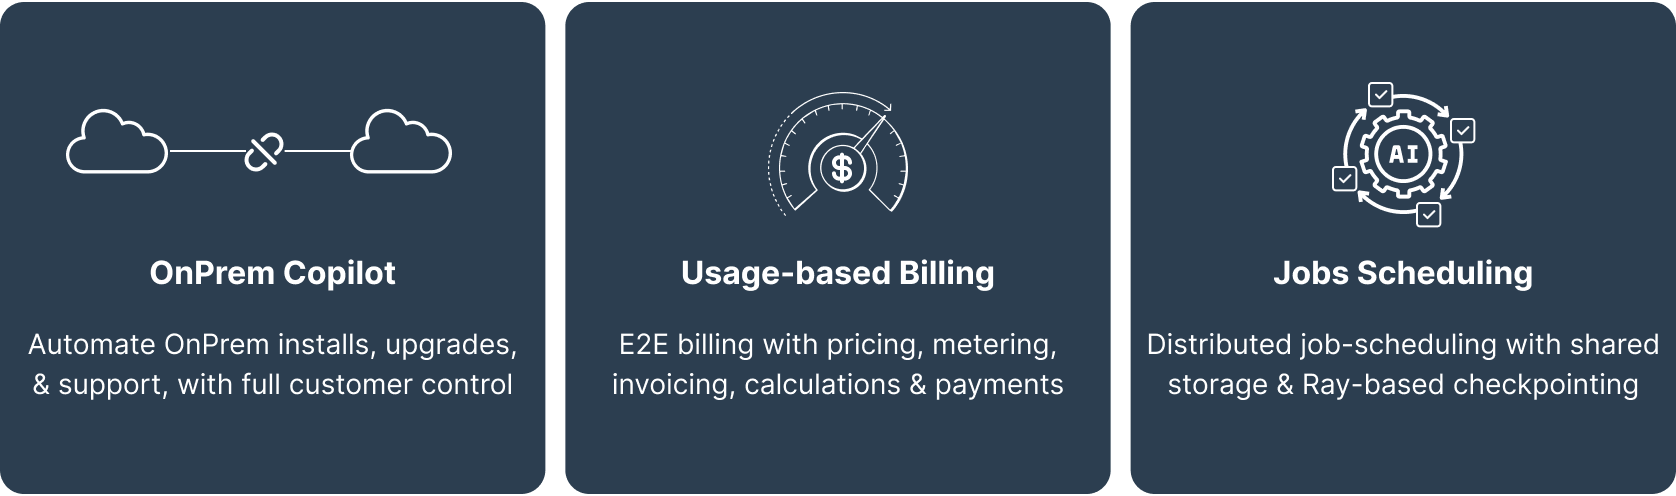 OnPrem Copilot
Automate OnPrem installs, upgrades,
& support, with full customer control
$
Usage-based Billing
E2E billing with pricing, metering,
invoicing, calculations & payments
AI
Jobs Scheduling
Distributed job-scheduling with shared
storage & Ray-based checkpointing